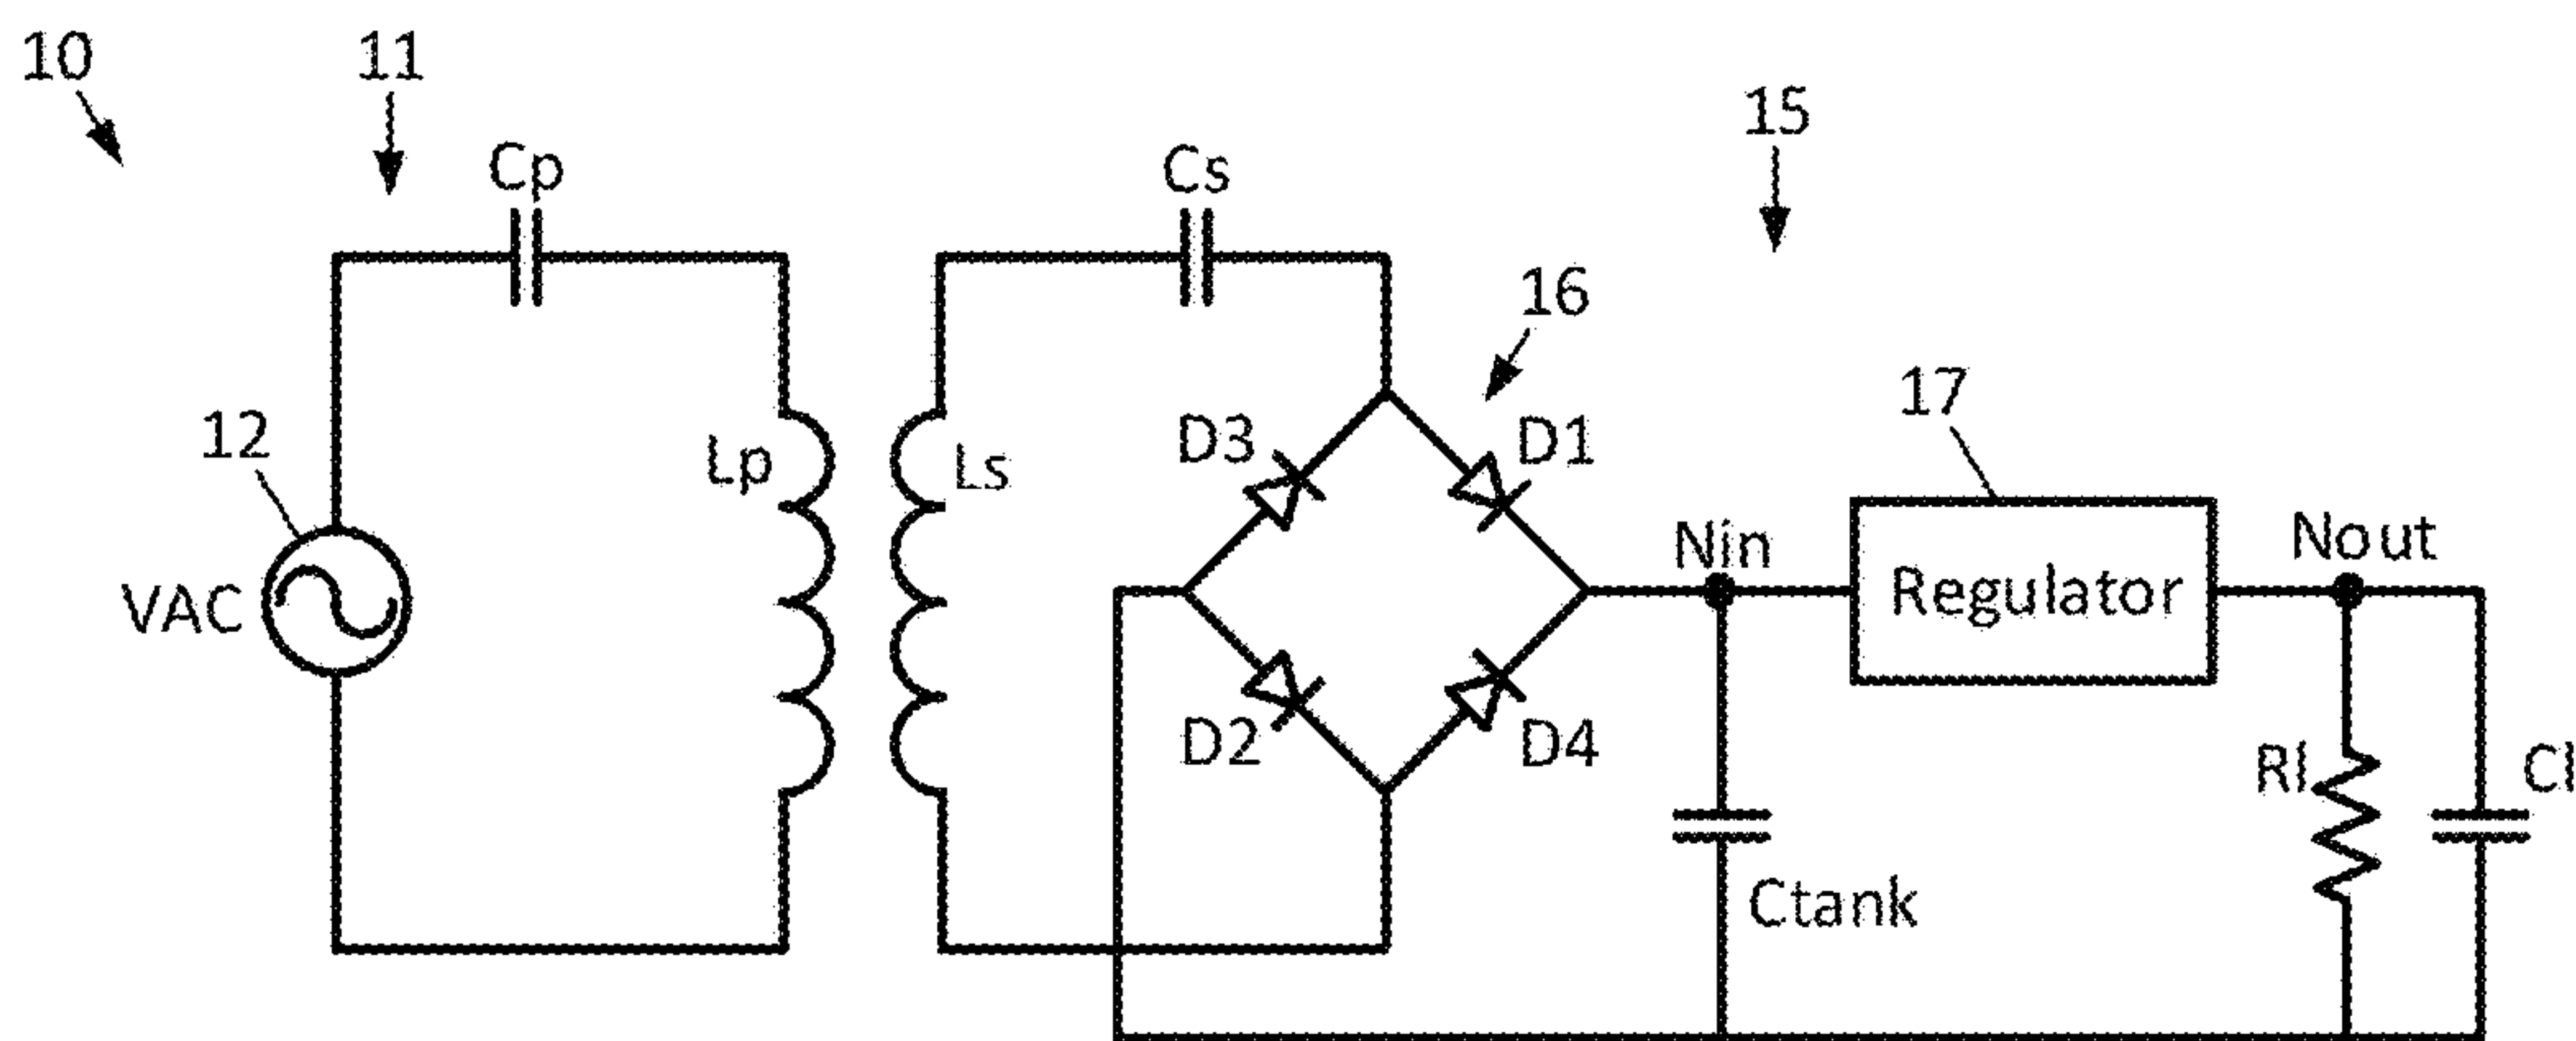 10
11
15
Cp
Cs
16
17
12
D3
D1
Lp
Ls
Nin
Nout
VAC
Regulator
D2
D4
Rl
Cl
Ctank